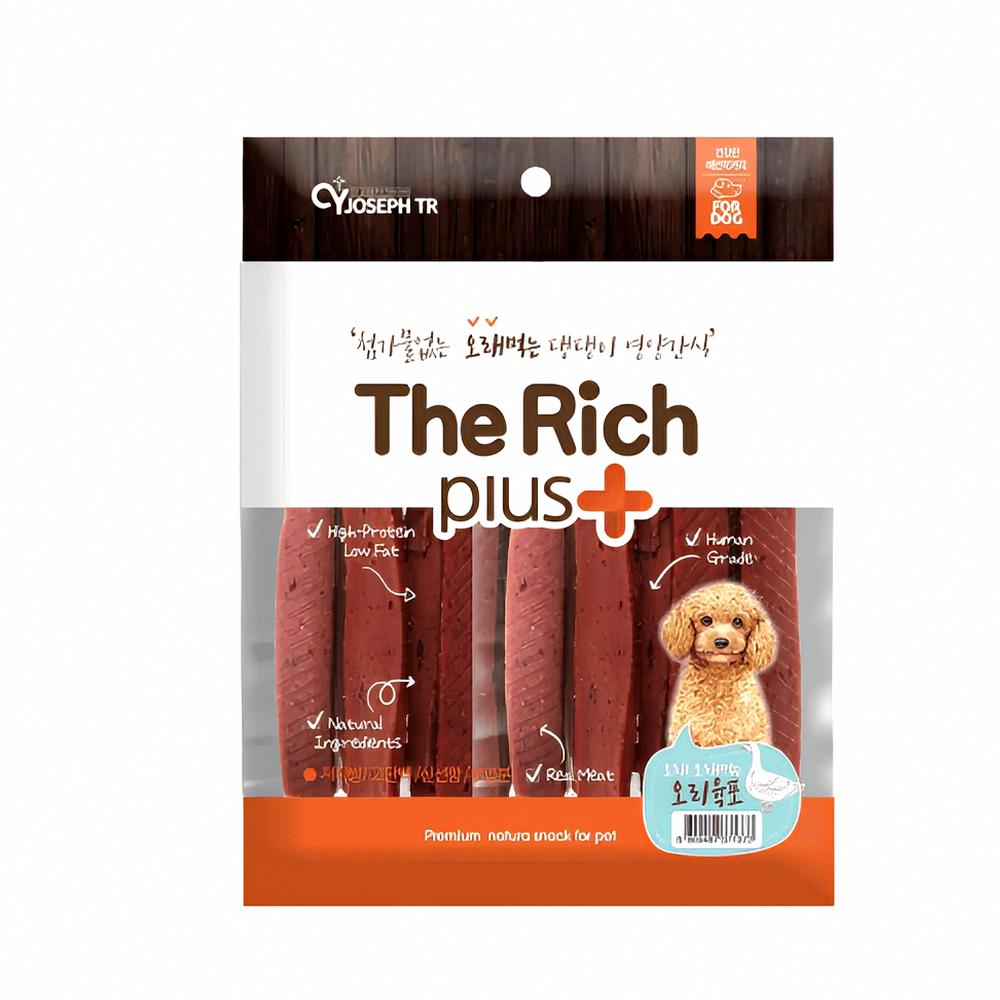 JOSEPH TR
FOR
DOG
'첨가물없는 오래먹는 댕댕이 영양간식'
The Rich
plus+
High-Protein
Low Fat
Human
Grade
Natural
Ingredients
Real Meat
오리육포
Premium natura snack for pet